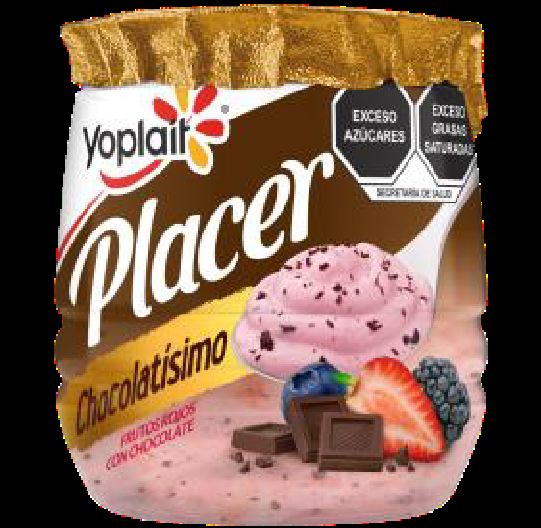 Yoplait®
EXCESO
AZÚCARES
EXCESO
GRASAS
SATURADAS
SECRETARÍA DE SALUD
Placer
Chocolatísimo
FRUTOS ROJOS
CON CHOCOLATE